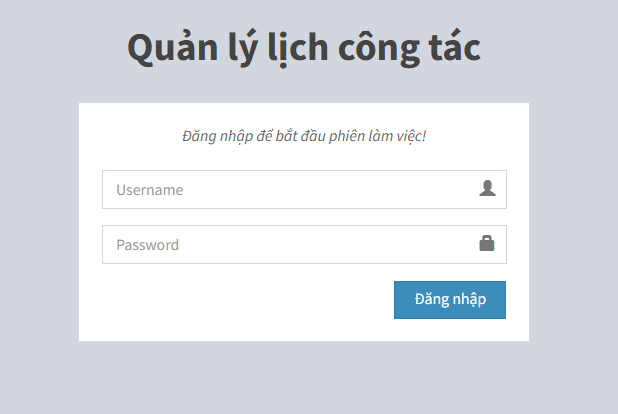 Quản lý lịch công tác
Đăng nhập để bắt đầu phiên làm việc!
Username
Password
Đăng nhập